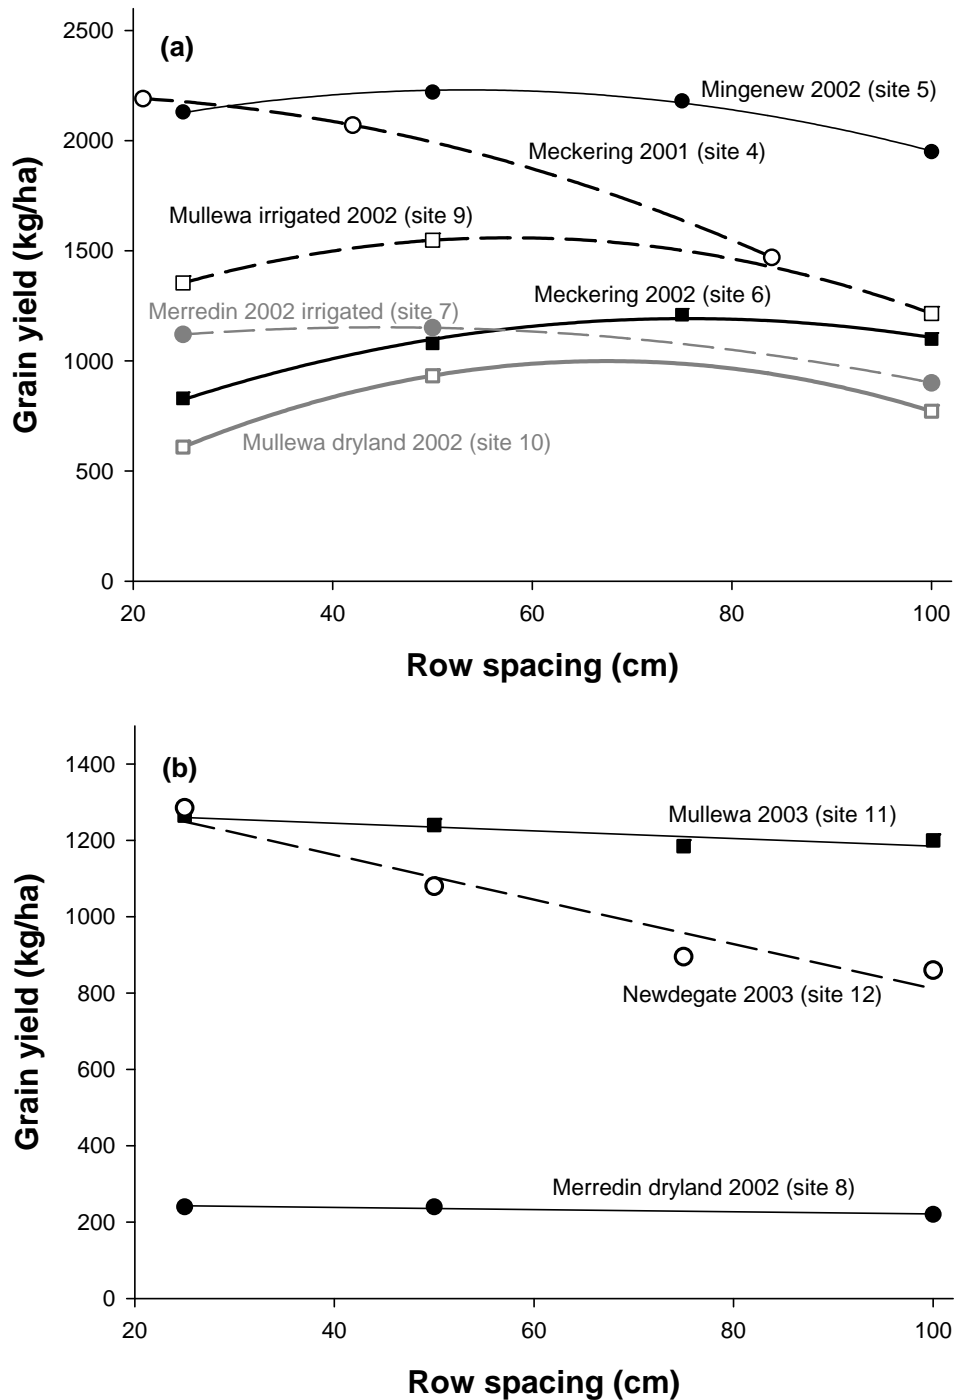 2500
(a)
Mingenew 2002 (site 5)
2000
Meckering 2001 (site 4)
Mullewa irrigated 2002 (site 9)
1500
Meckering 2002 (site 6)
Merredin 2002 irrigated (site 7)
1000
Mullewa dryland 2002 (site 10)
500
0
20 40 60 80 100
Grain yield (kg/ha)
Row spacing (cm)
1400
(b)
Mullewa 2003 (site 11)
1200
1000
Newdegate 2003 (site 12)
800
600
400
Merredin dryland 2002 (site 8)
200
0
20 40 60 80 100
Grain yield (kg/ha)
Row spacing (cm)